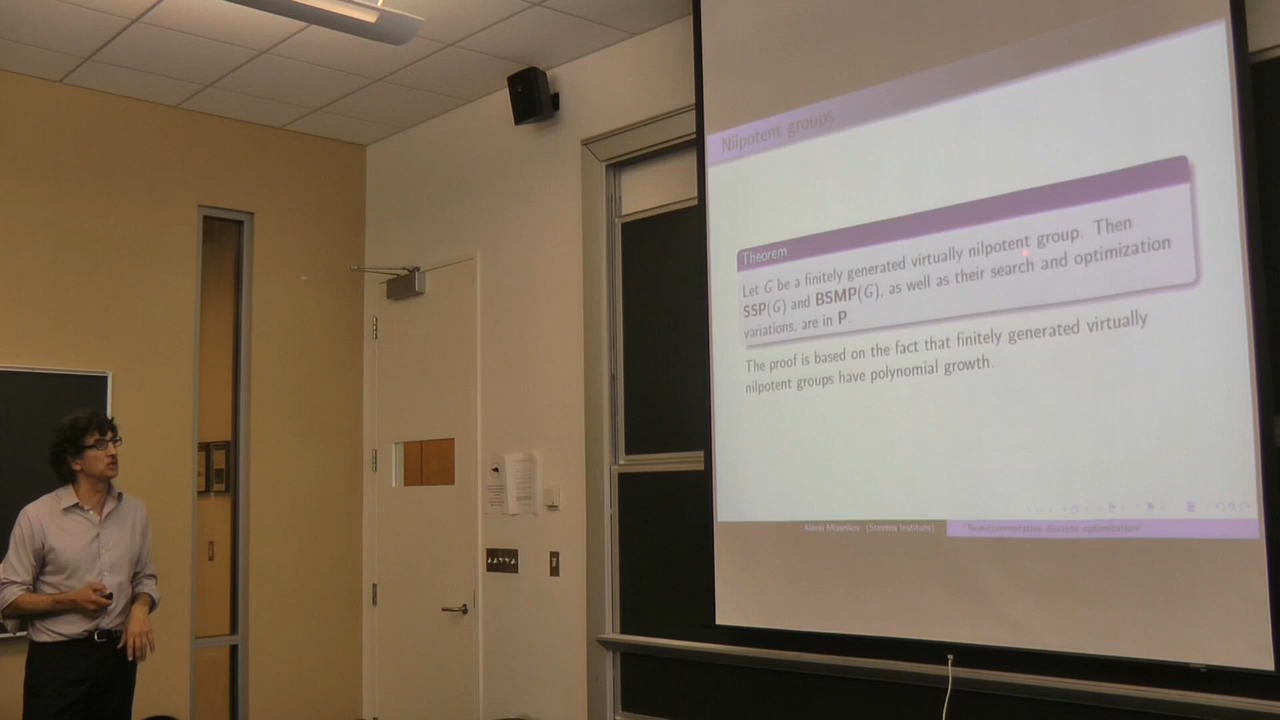 Nilpotent groups
Theorem
Let G be a finitely generated virtually nilpotent group. Then
SSP(G) and BSMP(G), as well as their search and optimization
variations, are in P.
The proof is based on the fact that finitely generated virtually
nilpotent groups have polynomial growth.
Alexei Miasnikov (Stevens Institute)
"Non-commutative discrete optimization"